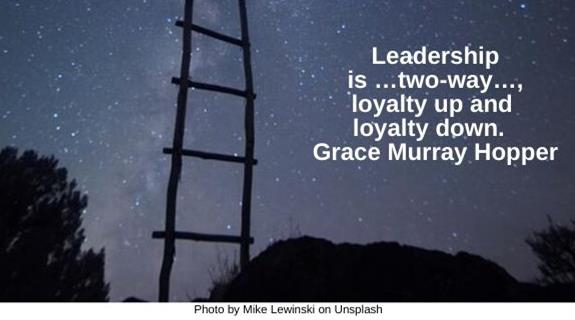 Leadership
is …two-way…,
loyalty up and
loyalty down.
Grace Murray Hopper
Photo by Mike Lewinski on Unsplash